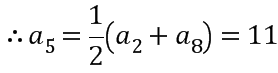 ∴ a₅ = 1/2 (a₂ + a₈) = 11